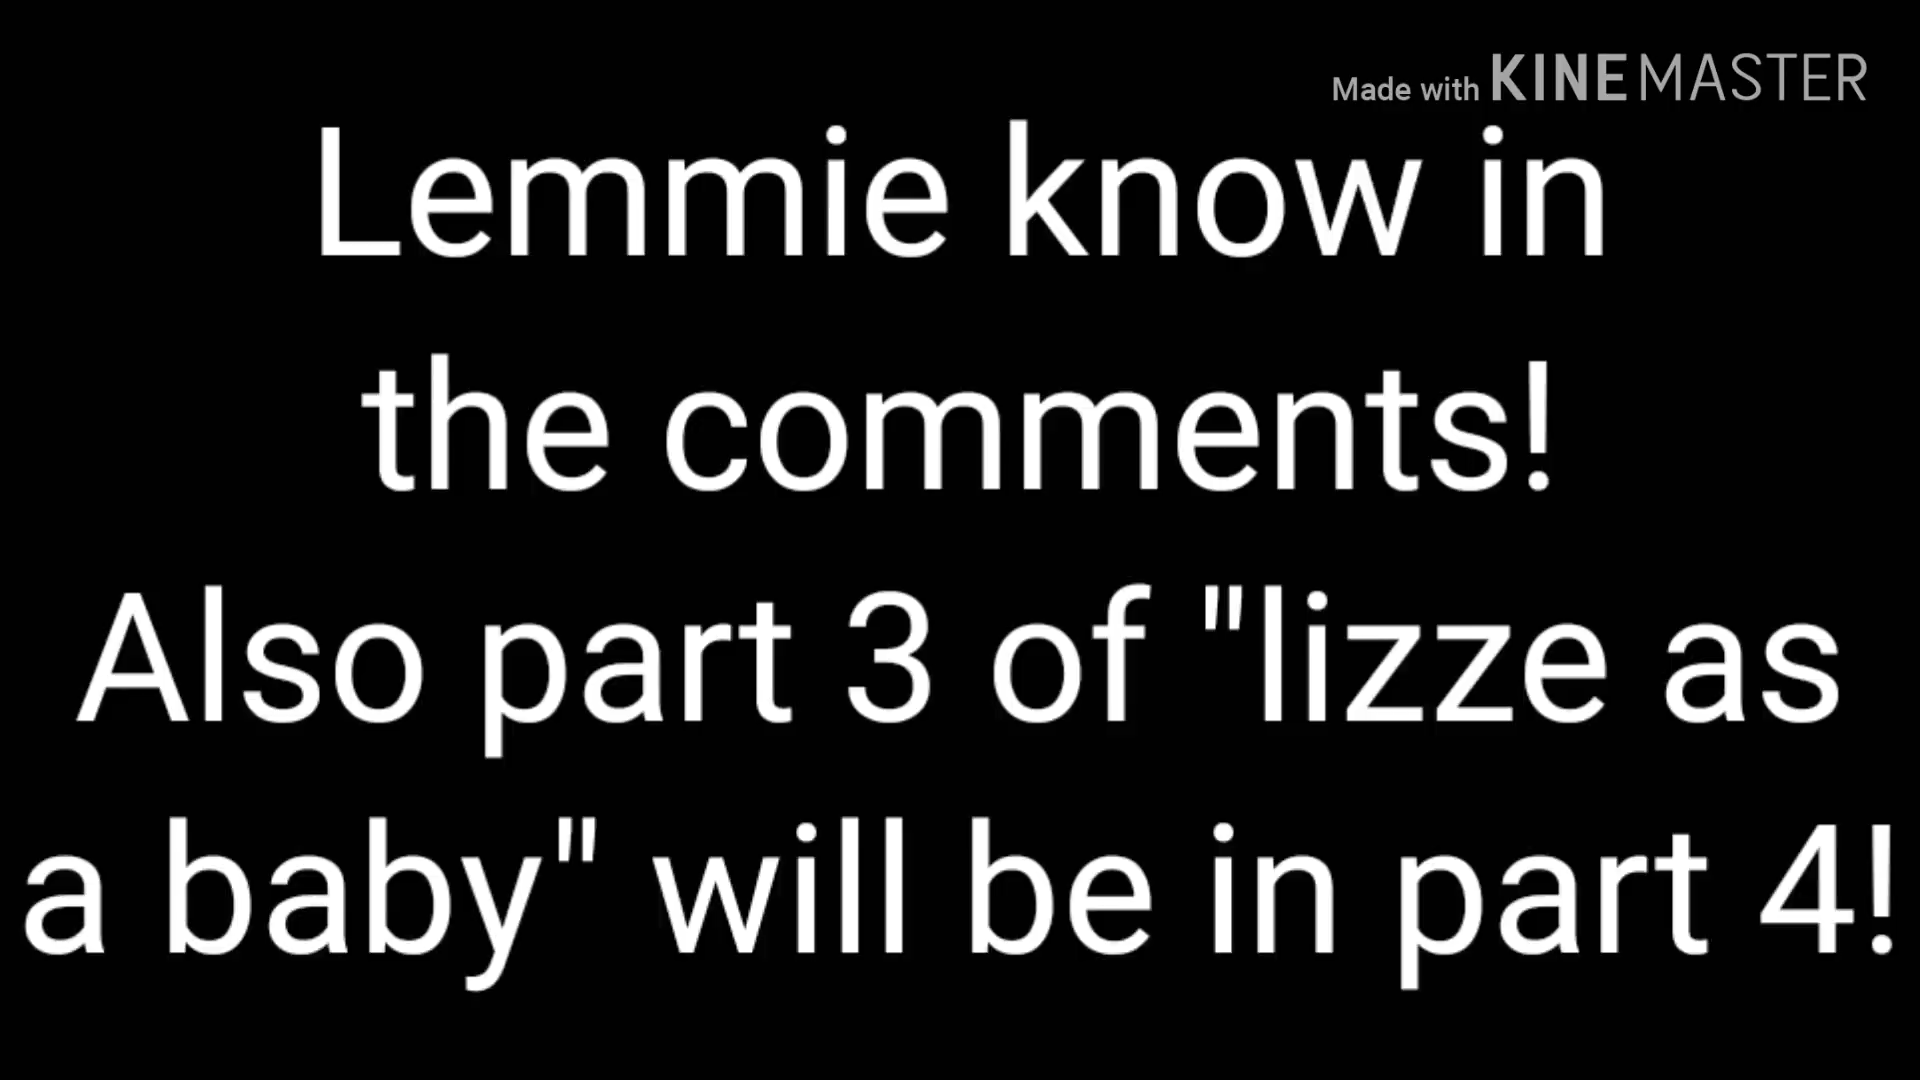 Made with KINEMASTER
Lemmie know in
the comments!
Also part 3 of "lizze as
a baby" will be in part 4!